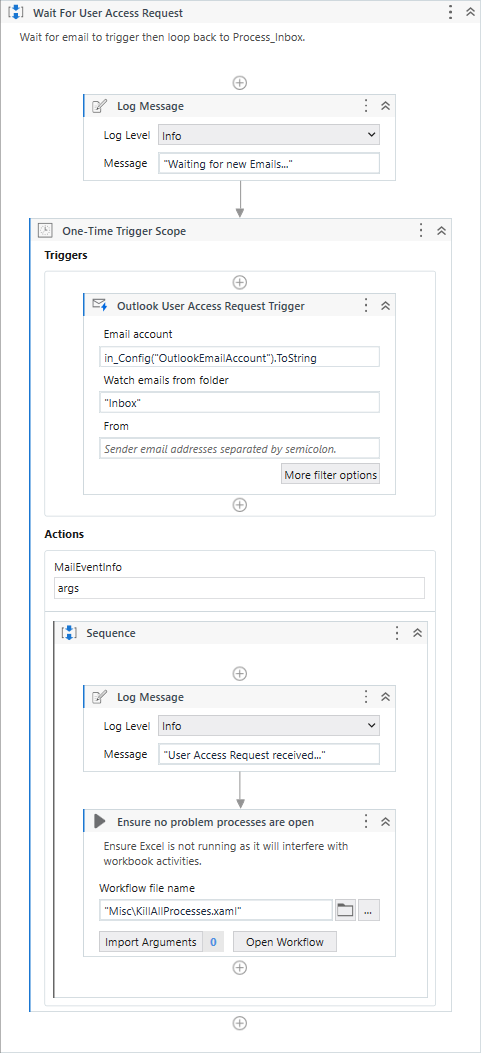 Wait For User Access Request
Wait for email to trigger then loop back to Process_Inbox.
Log Message
Log Level Info
Message "Waiting for new Emails..."
One-Time Trigger Scope
Triggers
Outlook User Access Request Trigger
Email account
in_Config("OutlookEmailAccount").ToString
Watch emails from folder
"Inbox"
From
Sender email addresses separated by semicolon.
More filter options
Actions
MailEventInfo
args
Sequence
Log Message
Log Level Info
Message "User Access Request received..."
Ensure no problem processes are open
Ensure Excel is not running as it will interfere with
workbook activities.
Workflow file name
"Misc\KillAllProcesses.xaml" ...
Import Arguments 0 Open Workflow